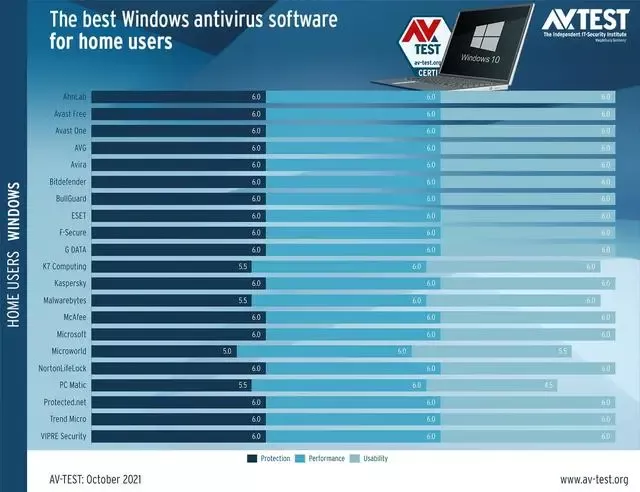 The best Windows antivirus software
for home users
AV TEST
av-test.org
CERTI
Windows 10
AV TEST
The Independent IT-Security Institute
Magdeburg Germany
HOME USERS WINDOWS
AhnLab 6.0 6.0 6.0
Avast Free 6.0 6.0 6.0
Avast One 6.0 6.0 6.0
AVG 6.0 6.0 6.0
Avira 6.0 6.0 6.0
Bitdefender 6.0 6.0 6.0
BullGuard 6.0 6.0 6.0
ESET 6.0 6.0 6.0
F-Secure 6.0 6.0 6.0
G DATA 6.0 6.0 6.0
K7 Computing 5.5 6.0 6.0
Kaspersky 6.0 6.0 6.0
Malwarebytes 5.5 6.0 6.0
McAfee 6.0 6.0 6.0
Microsoft 6.0 6.0 6.0
Microworld 5.0 6.0 5.5
NortonLifeLock 6.0 6.0 6.0
PC Matic 5.5 6.0 4.5
Protected.net 6.0 6.0 6.0
Trend Micro 6.0 6.0 6.0
VIPRE Security 6.0 6.0 6.0
Protection Performance Usability
AV-TEST: October 2021
www.av-test.org